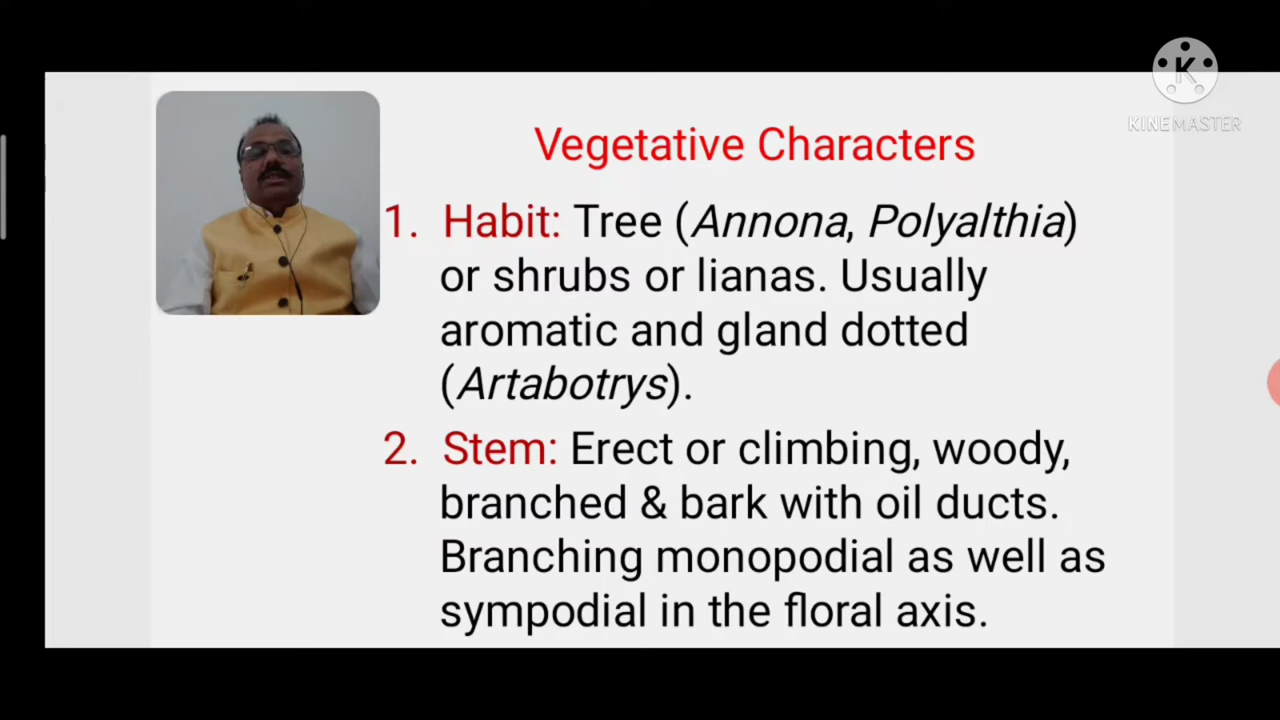 K
KINEMASTER
Vegetative Characters
1. Habit: Tree (Annona, Polyalthia)
or shrubs or lianas. Usually
aromatic and gland dotted
(Artabotrys).
2. Stem: Erect or climbing, woody,
branched & bark with oil ducts.
Branching monopodial as well as
sympodial in the floral axis.